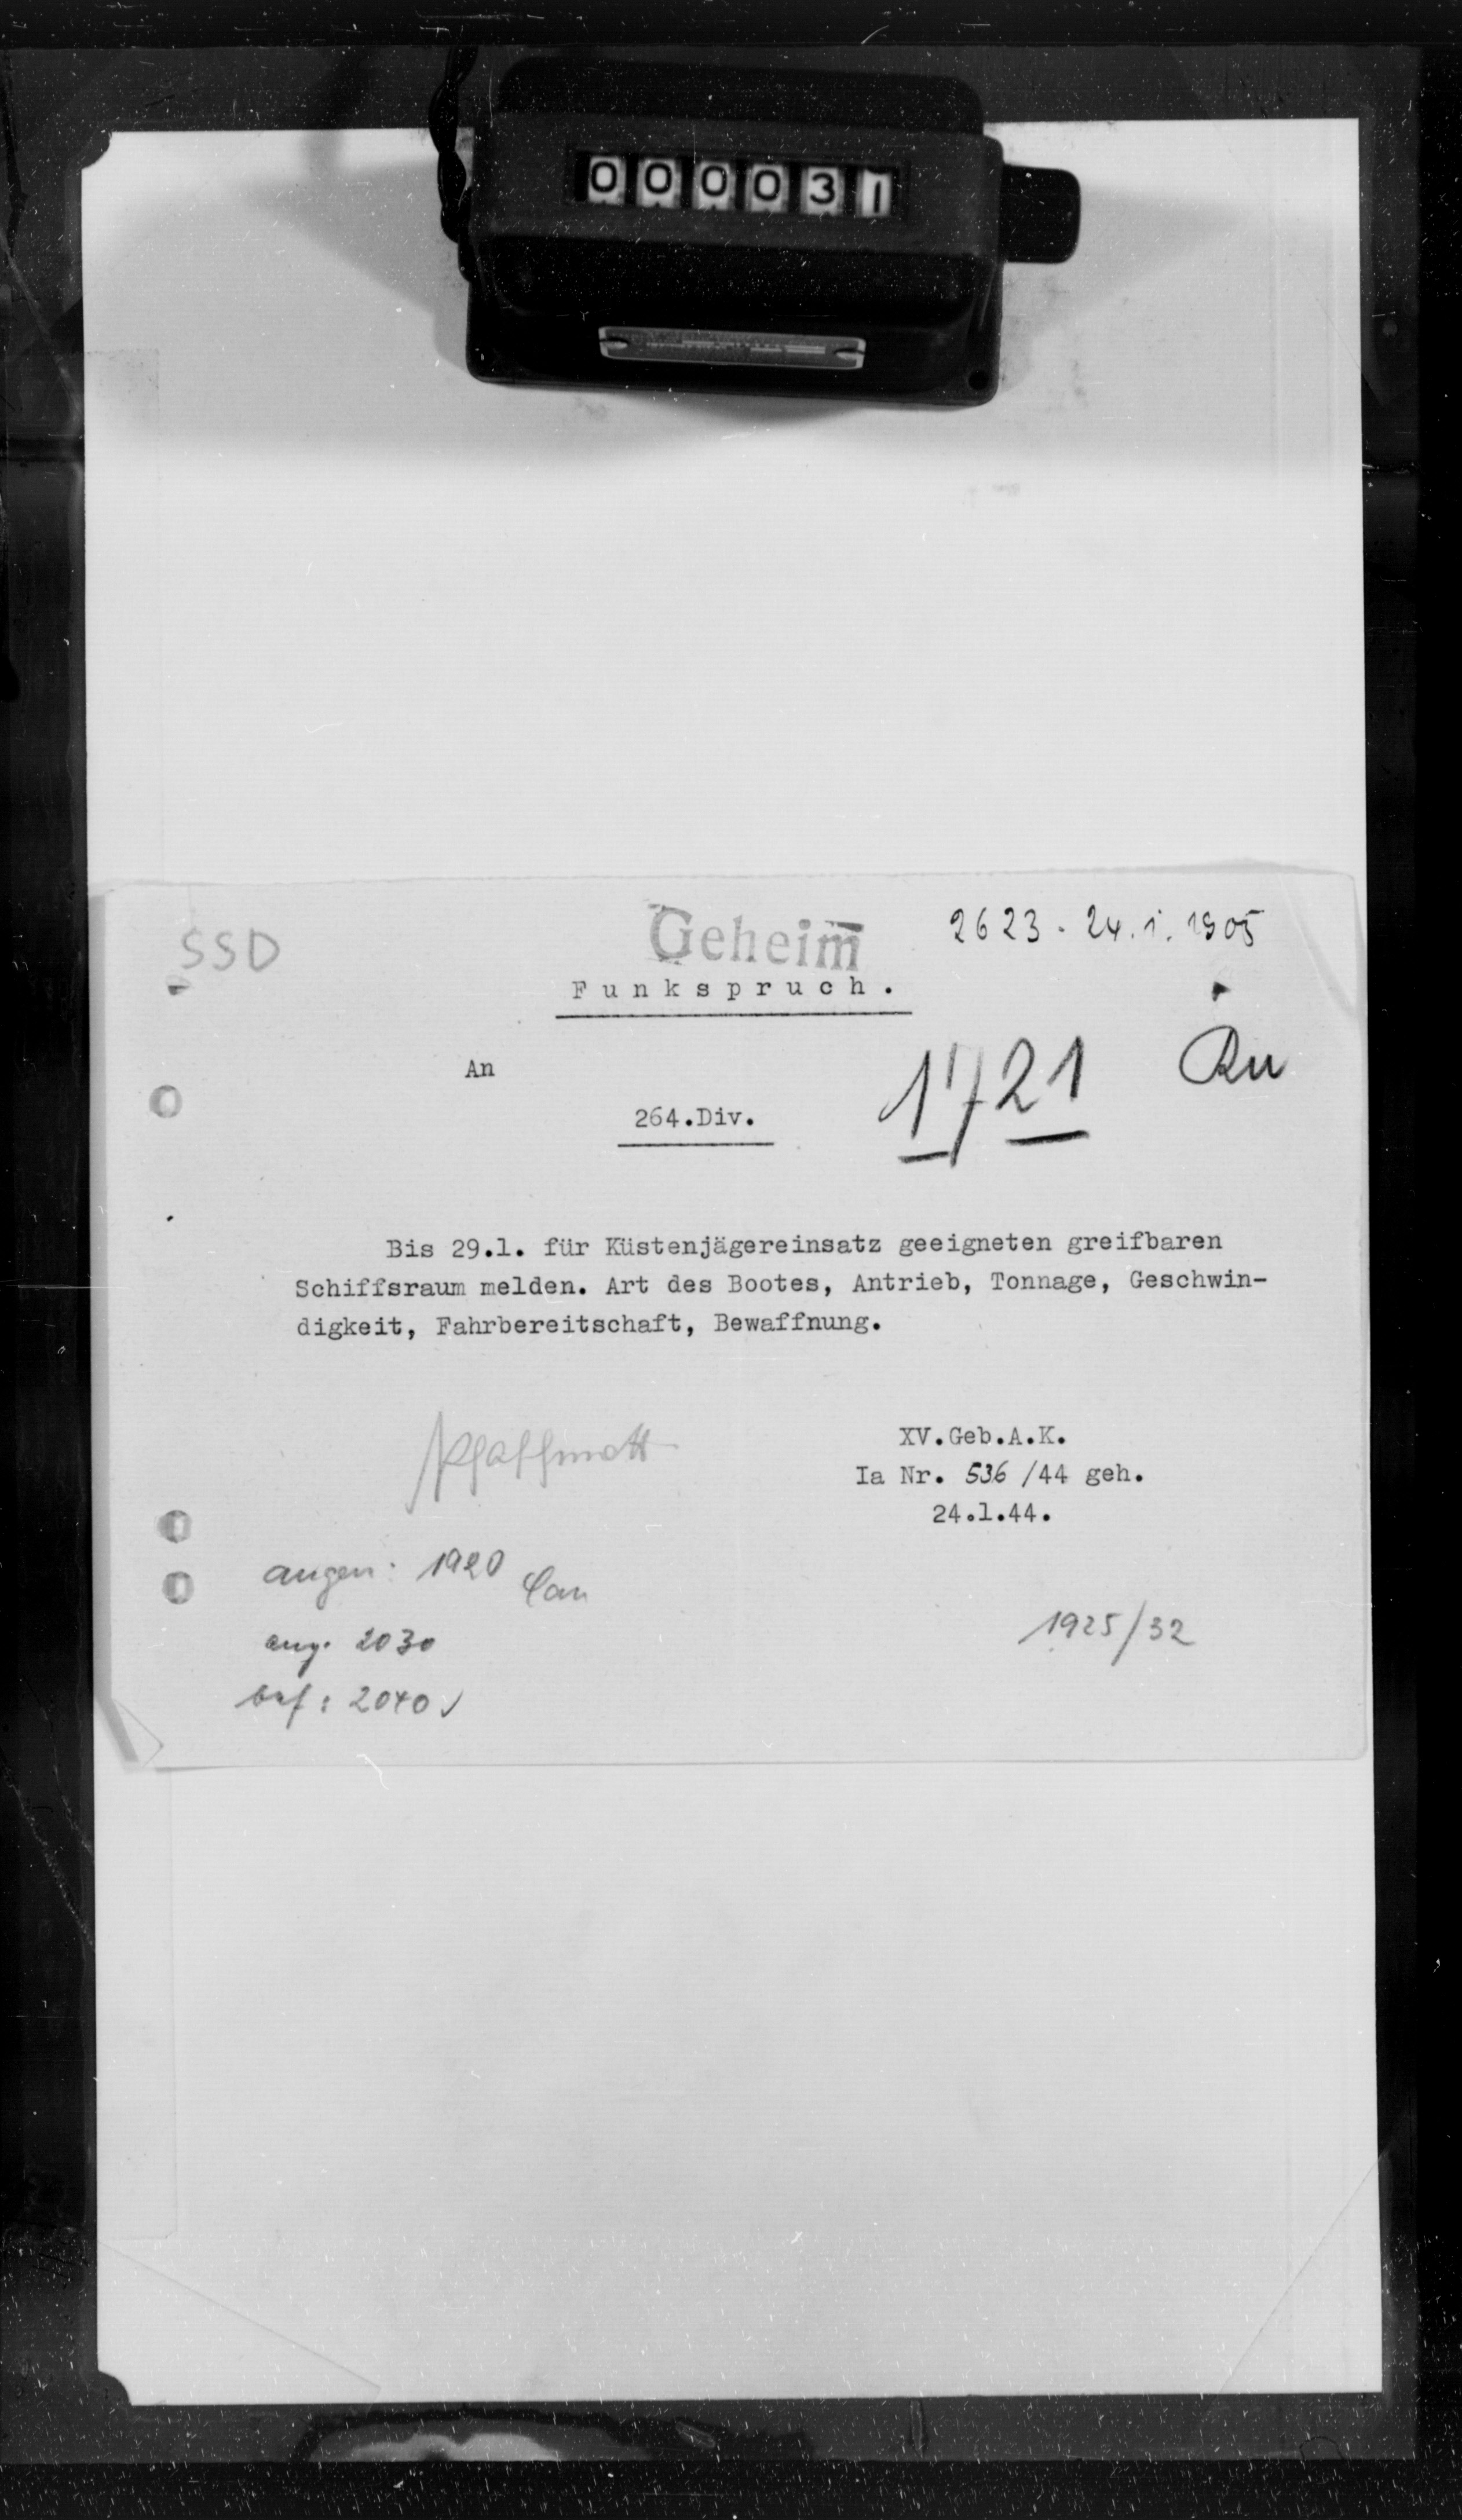 000031
SSD
Geheim
2623 - 24.1. 1905
Funkspruch.
An
1721
264.Div.
Bis 29.1. für Küstenjägereinsatz geeigneten greifbaren
Schiffsraum melden. Art des Bootes, Antrieb, Tonnage, Geschwin-
digkeit, Fahrbereitschaft, Bewaffnung.
XV.Geb.A.K.
Ia Nr. 536 /44 geh.
24.1.44.
angen: 1920
ang. 2030
bef: 2040
1925/32